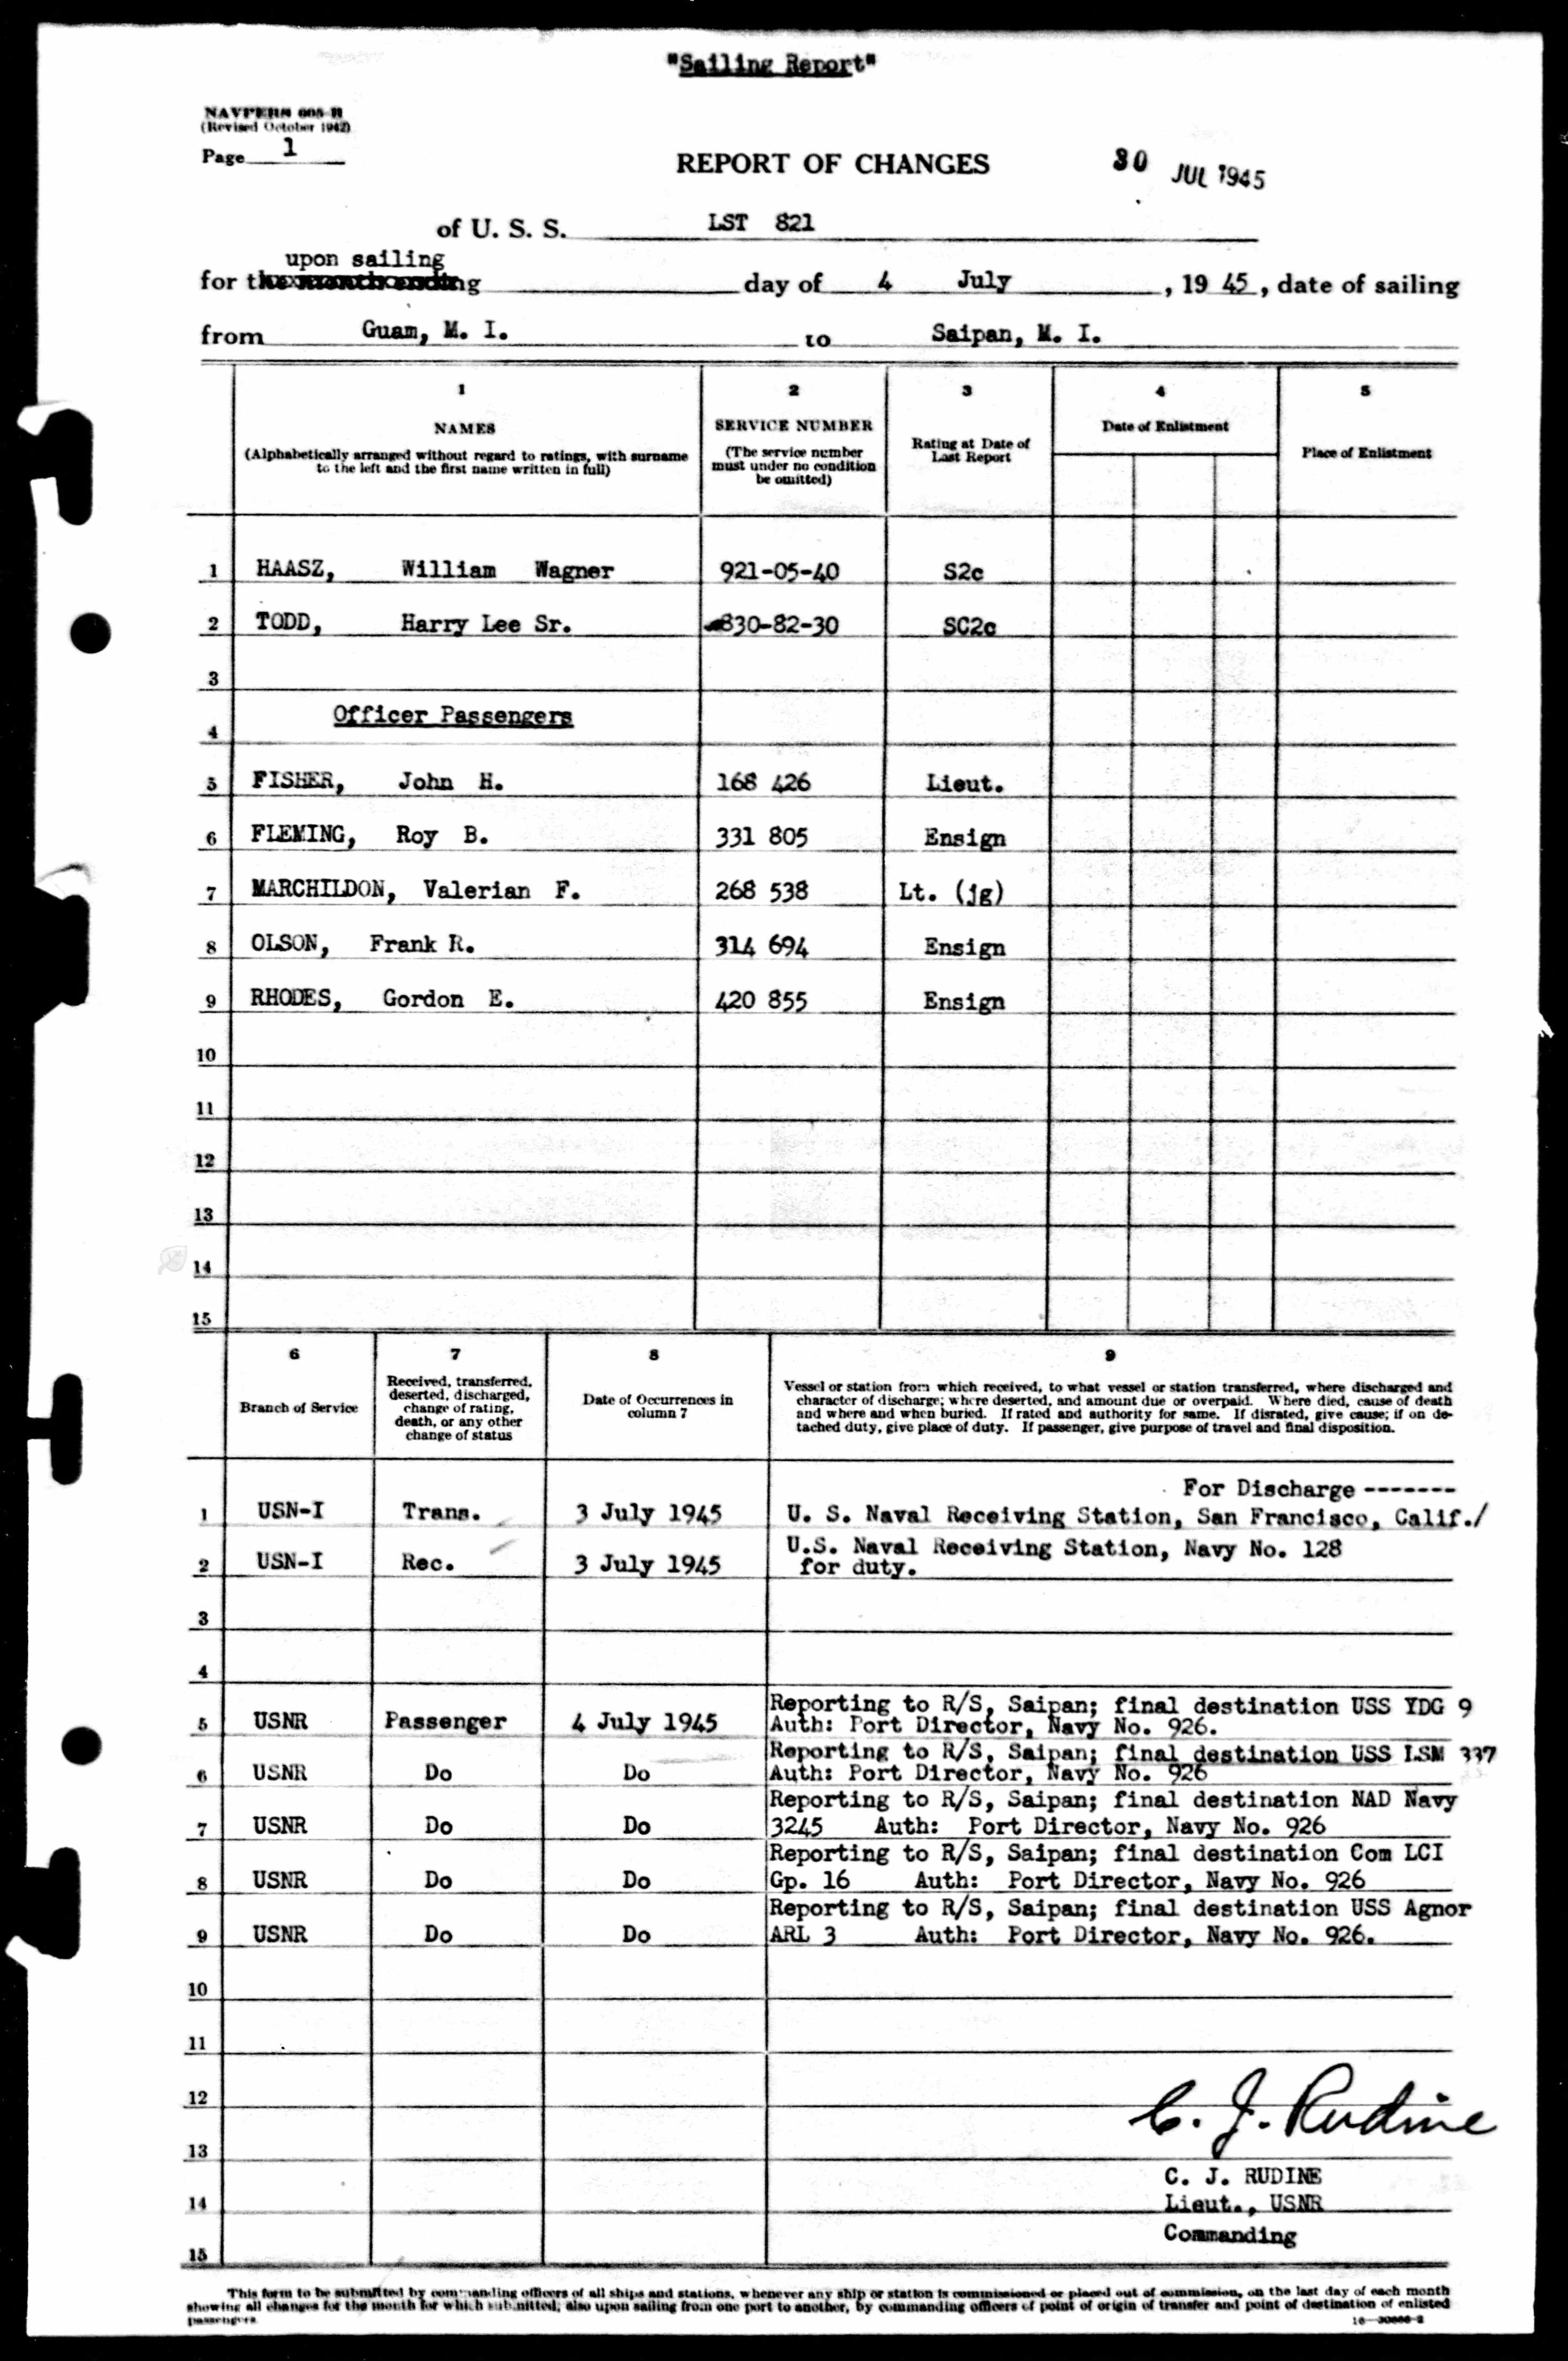 "Sailing Report"
NAVPERS 605-B
(Revised October 1942)
Page 1
REPORT OF CHANGES
30 JUL 1945
of U. S. S. LST 821
upon sailing
for the month ending day of 4 July , 19 45 , date of sailing
from Guam, M. I. to Saipan, M. I.
1 2 3 4 5
NAMES
(Alphabetically arranged without regard to ratings, with surname
to the left and the first name written in full)
SERVICE NUMBER
(The service number
must under no condition
be omitted)
Rating at Date of
Last Report
Date of Enlistment
Place of Enlistment
1 HAASZ, William Wagner 921-05-40 S2c
2 TODD, Harry Lee Sr. 830-82-30 SC2c
3
Officer Passengers
4
5 FISHER, John H. 168 426 Lieut.
6 FLEMING, Roy B. 331 805 Ensign
7 MARCHILDON, Valerian F. 268 538 Lt. (jg)
8 OLSON, Frank R. 314 694 Ensign
9 RHODES, Gordon E. 420 855 Ensign
10
11
12
13
14
15
6 7 8 9
Branch of Service
Received, transferred,
deserted, discharged,
change of rating,
death, or any other
change of status
Date of Occurrences in
column 7
Vessel or station from which received, to what vessel or station transferred, where discharged and
character of discharge; where deserted, and amount due or overpaid. Where died, cause of death
and where and when buried. If rated and authority for same. If disrated, give cause; if on de-
tached duty, give place of duty. If passenger, give purpose of travel and final disposition.
For Discharge -------
1 USN-I Trans. 3 July 1945 U. S. Naval Receiving Station, San Francisco, Calif./
U.S. Naval Receiving Station, Navy No. 128
2 USN-I Rec. 3 July 1945 for duty.
3
4
Reporting to R/S, Saipan; final destination USS YDG 9
5 USNR Passenger 4 July 1945 Auth: Port Director, Navy No. 926.
Reporting to R/S, Saipan; final destination USS LSM 337
6 USNR Do Do Auth: Port Director, Navy No. 926
Reporting to R/S, Saipan; final destination NAD Navy
7 USNR Do Do 3245 Auth: Port Director, Navy No. 926
Reporting to R/S, Saipan; final destination Com LCI
8 USNR Do Do Gp. 16 Auth: Port Director, Navy No. 926
Reporting to R/S, Saipan; final destination USS Agnor
9 USNR Do Do ARL 3 Auth: Port Director, Navy No. 926.
10
11
12
C. J. Rudine
13
C. J. RUDINE
14 Lieut., USNR
Commanding
15
This form to be submitted by commanding officers of all ships and stations, whenever any ship or station is commissioned or placed out of commission, on the last day of each month
showing all changes for the month for which submitted; also upon sailing from one port to another, by commanding officers of point of origin of transfer and point of destination of enlisted
passengers